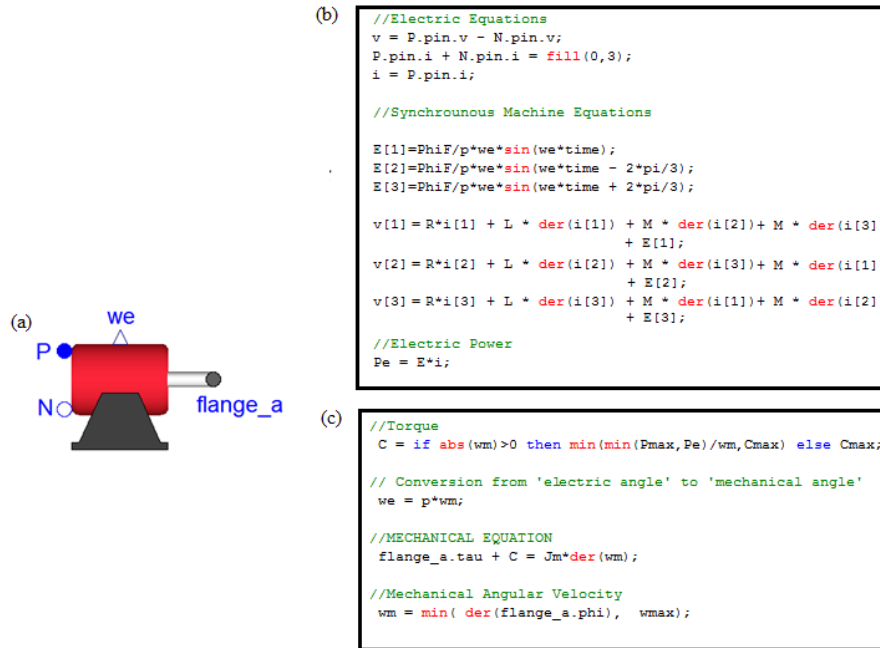 (a)
we
P
N
flange_a
(b)
//Electric Equations
v = P.pin.v - N.pin.v;
P.pin.i + N.pin.i = fill(0,3);
i = P.pin.i;
//Synchrounous Machine Equations
E[1]=PhiF/p*we*sin(we*time);
E[2]=PhiF/p*we*sin(we*time - 2*pi/3);
E[3]=PhiF/p*we*sin(we*time + 2*pi/3);
v[1] = R*i[1] + L * der(i[1]) + M * der(i[2])+ M * der(i[3]
+ E[1];
v[2] = R*i[2] + L * der(i[2]) + M * der(i[3])+ M * der(i[1]
+ E[2];
v[3] = R*i[3] + L * der(i[3]) + M * der(i[1])+ M * der(i[2]
+ E[3];
//Electric Power
Pe = E*i;
(c)
//Torque
C = if abs(wm)>0 then min(min(Pmax,Pe)/wm,Cmax) else Cmax;
// Conversion from 'electric angle' to 'mechanical angle'
we = p*wm;
//MECHANICAL EQUATION
flange_a.tau + C = Jm*der(wm);
//Mechanical Angular Velocity
wm = min( der(flange_a.phi), wmax);